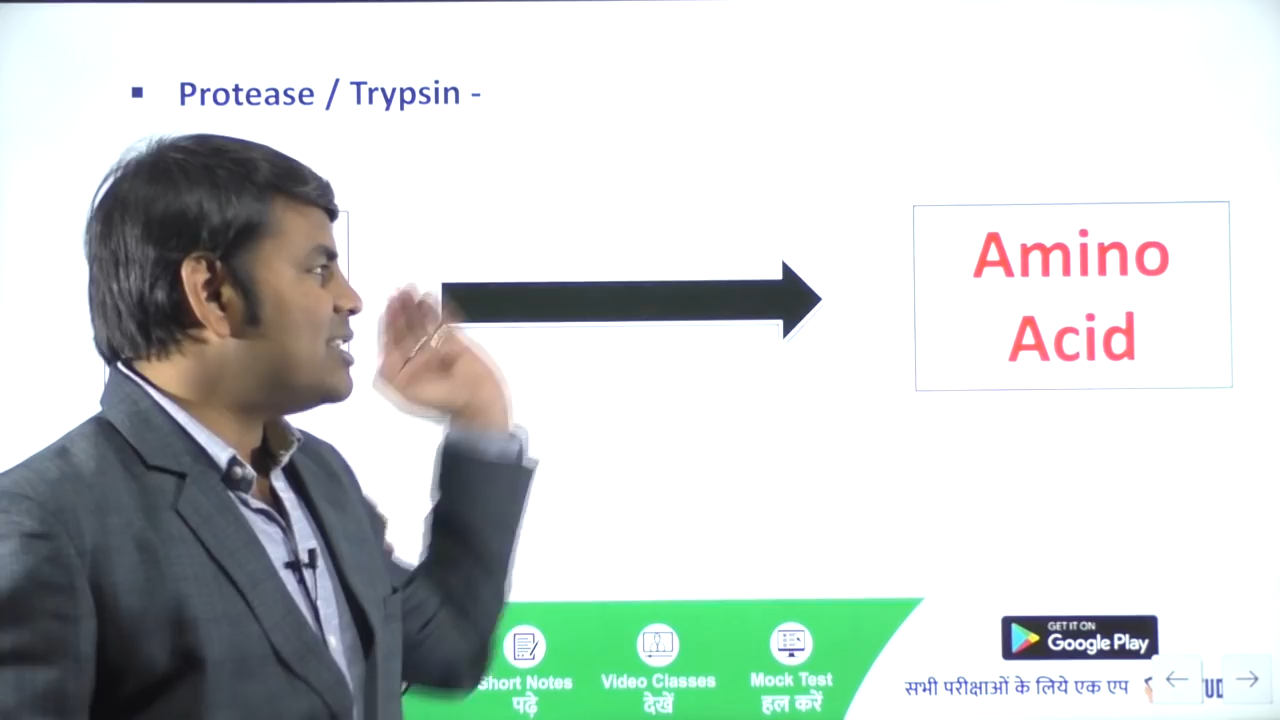 ▪ Protease / Trypsin -
Amino
Acid
Short Notes
पढ़े
Video Classes
देखें
Mock Test
हल करें
GET IT ON
Google Play
सभी परीक्षाओं के लिये एक एप